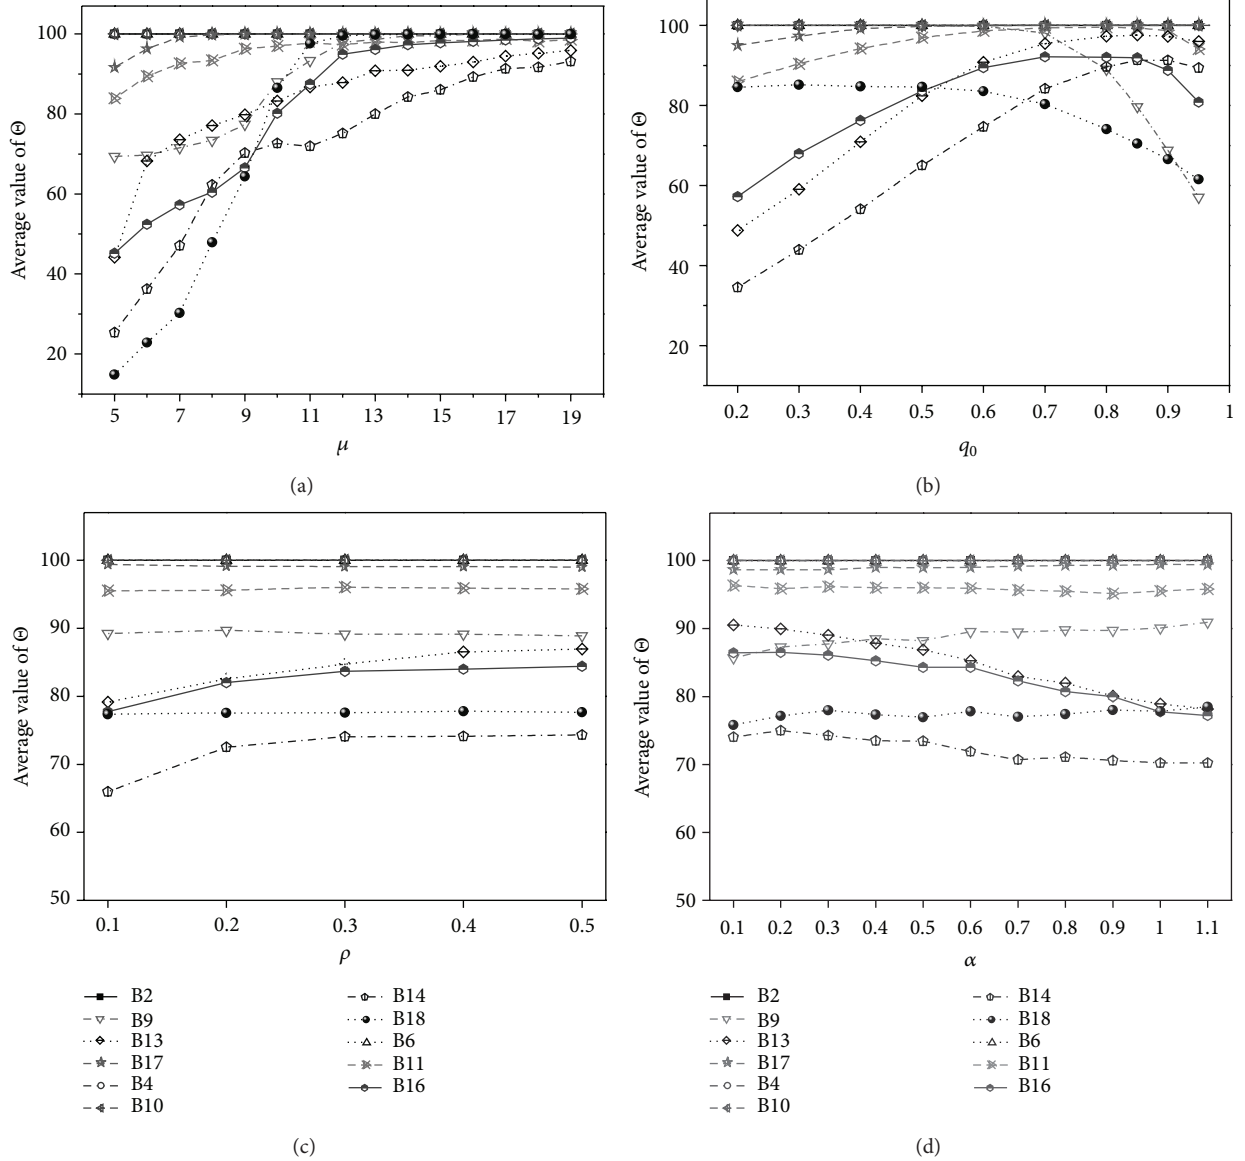 100
80
60
40
20
Average value of Θ
5 7 9 11 13 15 17 19
μ
(a)
100
80
60
40
20
Average value of Θ
0.2 0.3 0.4 0.5 0.6 0.7 0.8 0.9 1
q0
(b)
100
90
80
70
60
50
Average value of Θ
0.1 0.2 0.3 0.4 0.5
ρ
B2
B9
B13
B17
B4
B10
B14
B18
B6
B11
B16
(c)
100
90
80
70
60
50
Average value of Θ
0.1 0.2 0.3 0.4 0.5 0.6 0.7 0.8 0.9 1 1.1
α
B2
B9
B13
B17
B4
B10
B14
B18
B6
B11
B16
(d)